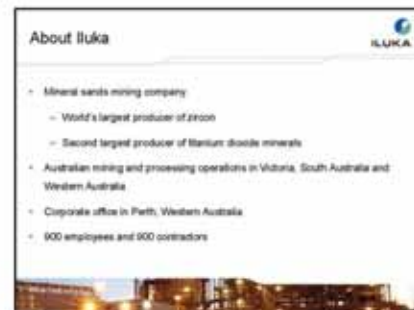 About Iluka
ILUKA
• Mineral sands mining company
– World's largest producer of zircon
– Second largest producer of titanium dioxide minerals
• Australian mining and processing operations in Victoria, South Australia and
Western Australia
• Corporate office in Perth, Western Australia
• 900 employees and 900 contractors